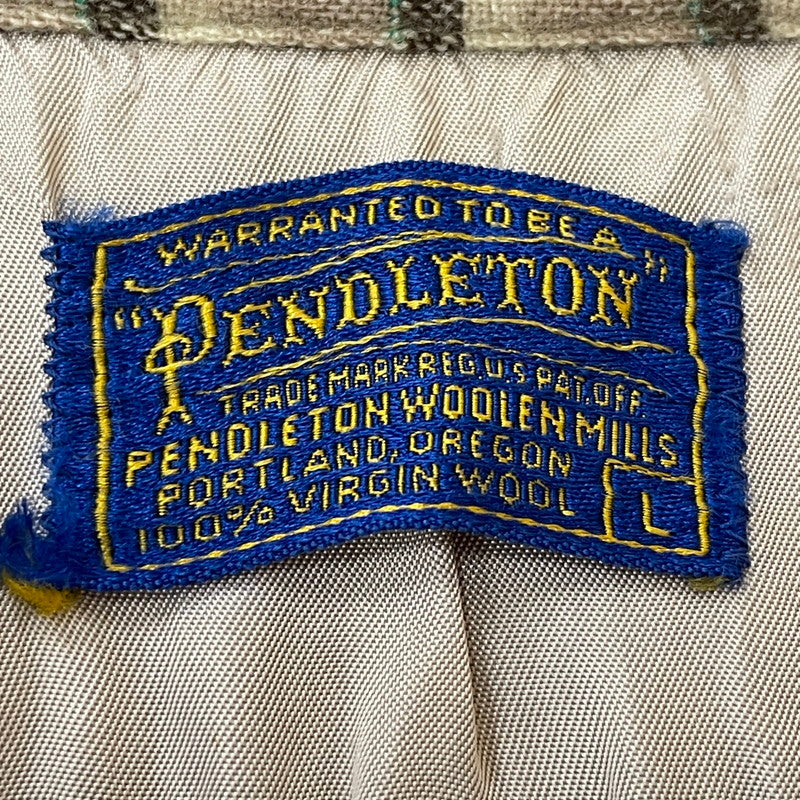 WARRANTED TO BE A
"PENDLETON"
TRADE MARK REG. U.S. PAT. OFF.
PENDLETON WOOLEN MILLS
PORTLAND, OREGON
100% VIRGIN WOOL
L